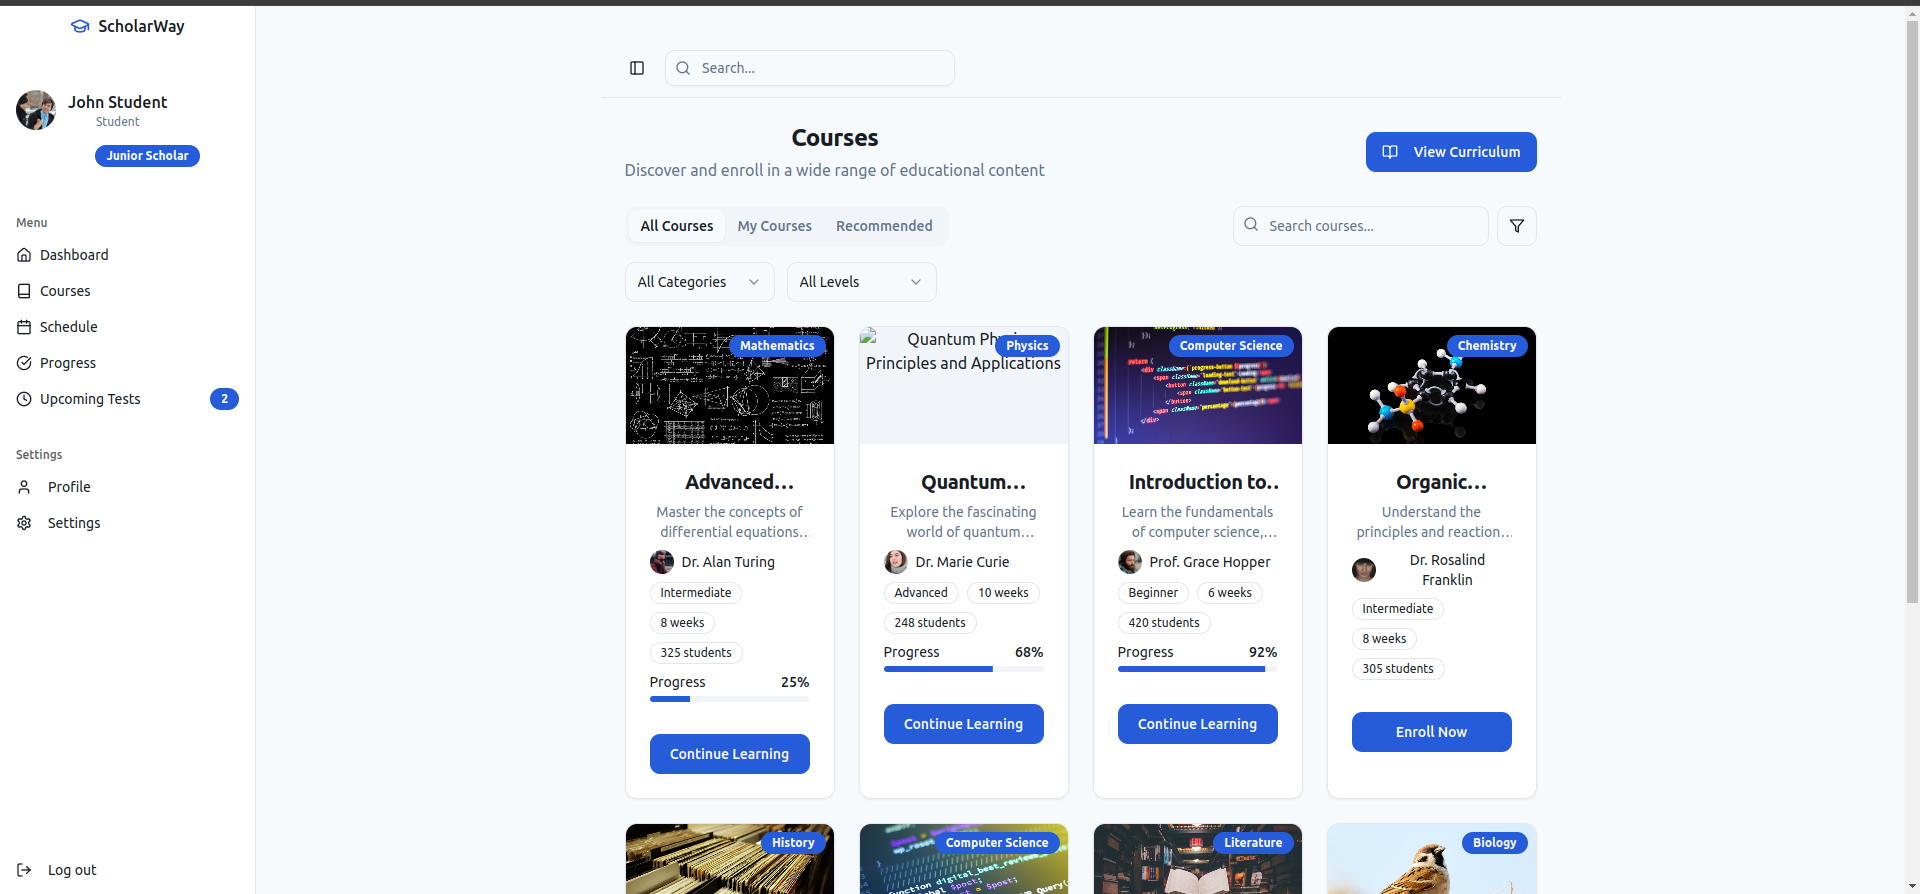 ScholarWay
John Student
Student
Junior Scholar
Menu
Dashboard
Courses
Schedule
Progress
Upcoming Tests
2
Settings
Profile
Settings
Log out
Search...
Courses
Discover and enroll in a wide range of educational content
View Curriculum
All Courses
My Courses
Recommended
Search courses...
All Categories
All Levels
Mathematics
Advanced...
Master the concepts of
differential equations...
Dr. Alan Turing
Intermediate
8 weeks
325 students
Progress
25%
Continue Learning
Physics
Quantum
Principles and Applications
Quantum...
Explore the fascinating
world of quantum...
Dr. Marie Curie
Advanced
10 weeks
248 students
Progress
68%
Continue Learning
Computer Science
Introduction to..
Learn the fundamentals
of computer science,...
Prof. Grace Hopper
Beginner
6 weeks
420 students
Progress
92%
Continue Learning
Chemistry
Organic...
Understand the
principles and reaction...
Dr. Rosalind
Franklin
Intermediate
8 weeks
305 students
Enroll Now
History
Computer Science
Literature
Biology